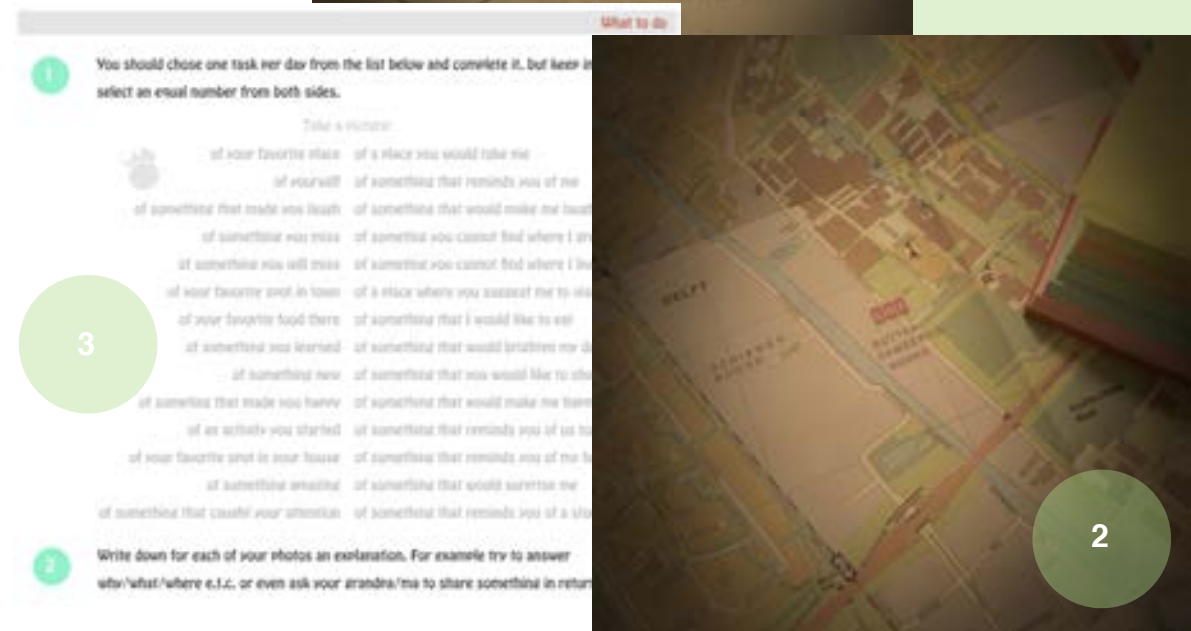 What to do
1
You should chose one task per day from the list below and complete it, but keep in
select an equal number from both sides.
Take a picture:
of your favorite place of a place you would take me
of yourself of something that reminds you of me
of something that made you laugh of something that would make me laugh
of something you miss of someting you cannot find where I
of something you will miss of someting you cannot find where I
of your favorite spot in town of a place where you suggest me to
of your favorite food there of something that I would like to eat
of something you learned of something that would brighten my
of something new of something that you would like to
of someting that made you happy of something that would make me
of an activity you started of something that reminds you of us
of your favorite spot in your house of something that reminds you of me
of something amazing of something that would surprise me
of something that caught your attention of something that reminds you of a
3
2
Write down for each of your photos an explanation. For example try to answer
why/what/where e.t.c. or even ask your grandpa/ma to share something in return
DELFT
2